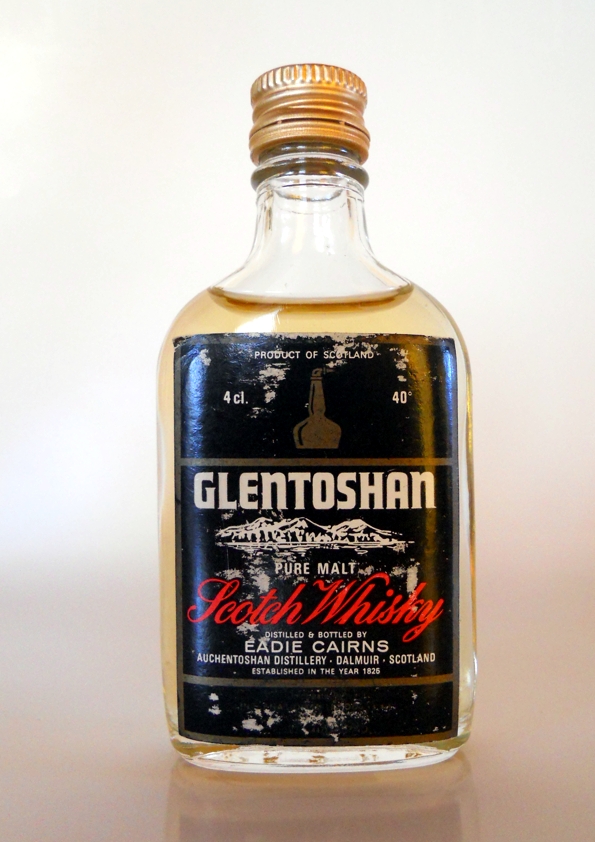 PRODUCT OF SCOTLAND
4 cl. 40°
GLENTOSHAN
PURE MALT
Scotch Whisky
DISTILLED & BOTTLED BY
EADIE CAIRNS
AUCHENTOSHAN DISTILLERY · DALMUIR · SCOTLAND
ESTABLISHED IN THE YEAR 1825